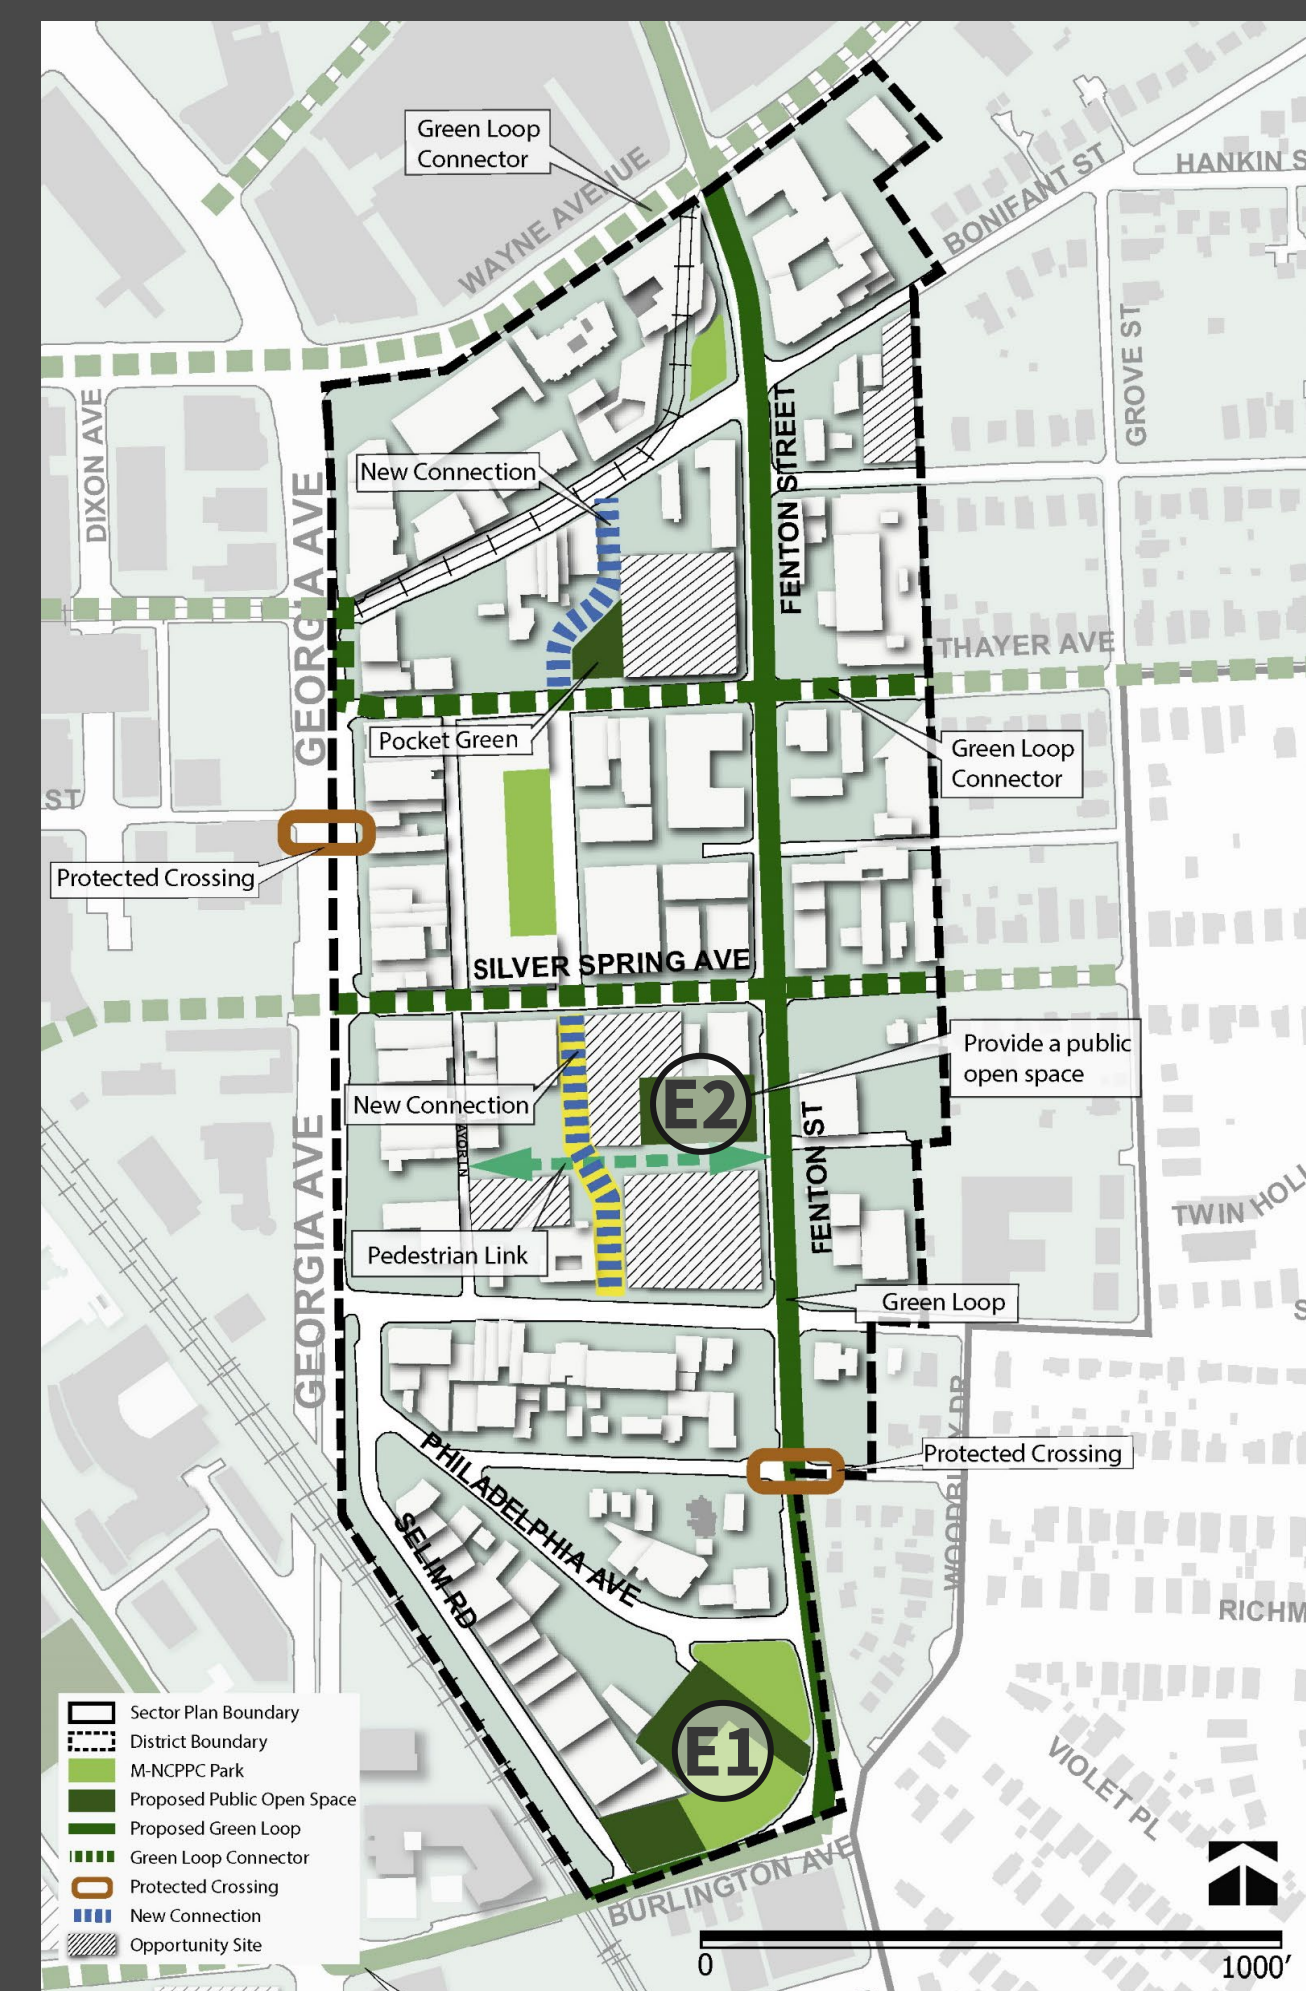 Green Loop
Connector
WAYNE AVENUE
BONIFANT ST
HANKIN S
GROVE ST
DIXON AVE
New Connection
GEORGIA AVE
FENTON STREET
THAYER AVE
Pocket Green
Green Loop
Connector
ST
Protected Crossing
SILVER SPRING AVE
Provide a public
open space
New Connection
E2
FENTON ST
GEORGIA AVE
TWIN HOL
Pedestrian Link
Green Loop
S
PHILADELPHIA AVE
Protected Crossing
SELIM RD
RICHM
E1
VIOLET PL
BURLINGTON AVE
Sector Plan Boundary
District Boundary
M-NCPPC Park
Proposed Public Open Space
Proposed Green Loop
Green Loop Connector
Protected Crossing
New Connection
Opportunity Site
0
1000'